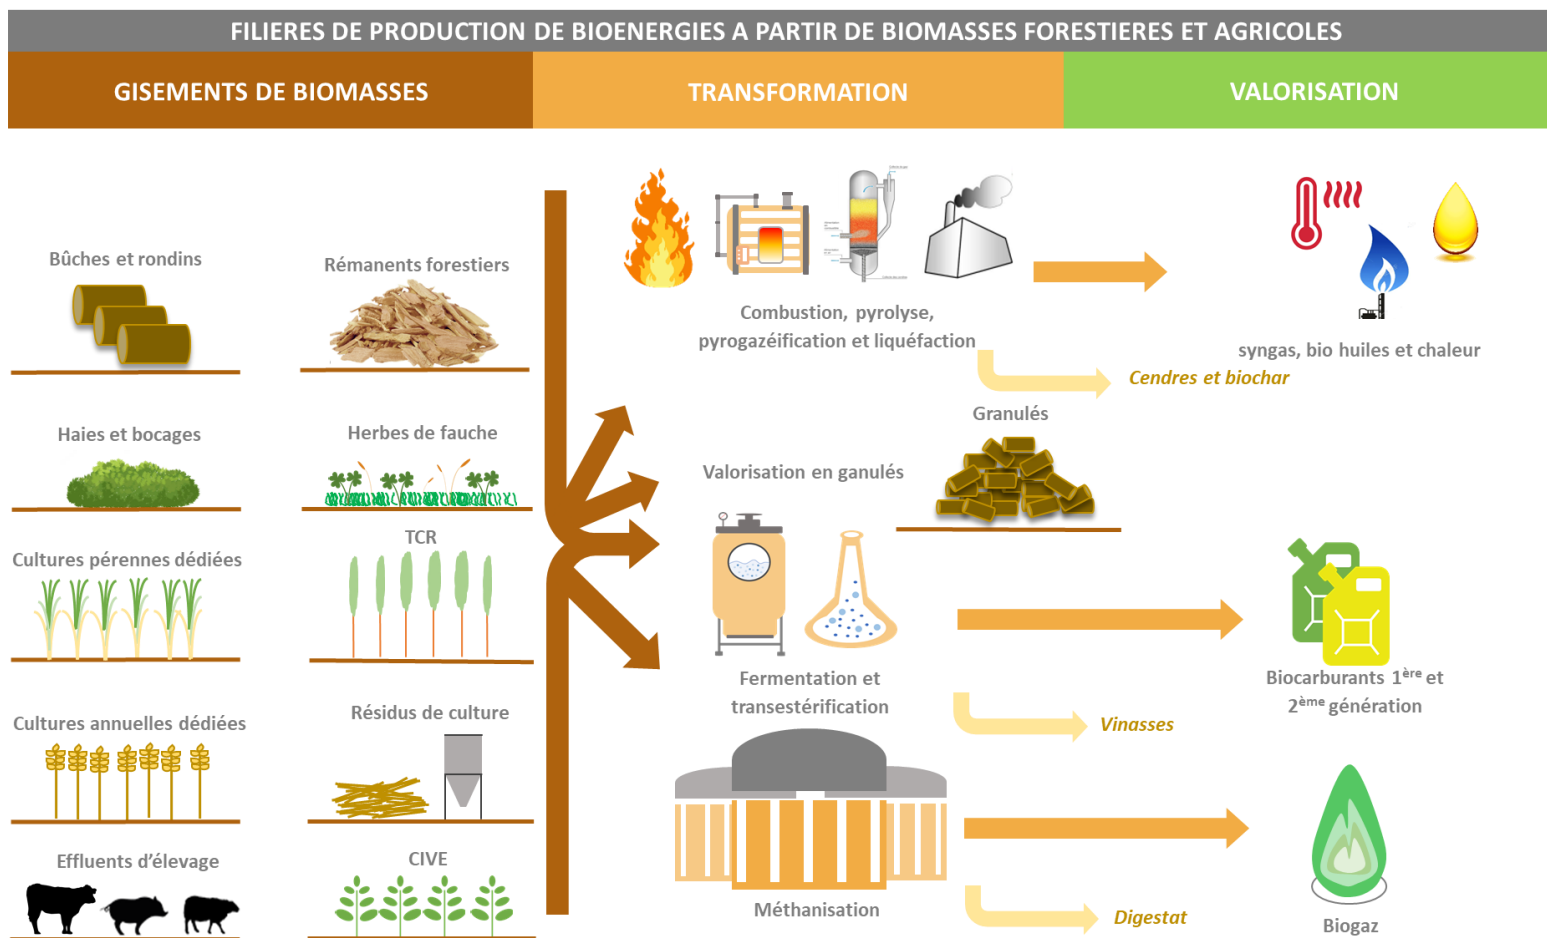 FILIERES DE PRODUCTION DE BIOENERGIES A PARTIR DE BIOMASSES FORESTIERES ET AGRICOLES
GISEMENTS DE BIOMASSES
TRANSFORMATION
VALORISATION
Bûches et rondins
Rémanents forestiers
Haies et bocages
Herbes de fauche
Cultures pérennes dédiées
TCR
Cultures annuelles dédiées
Résidus de culture
Effluents d’élevage
CIVE
Combustion, pyrolyse,
pyrogazéification et liquéfaction
syngas, bio huiles et chaleur
Cendres et biochar
Granulés
Valorisation en ganulés
Fermentation et
transestérification
Biocarburants 1ère et
2ème génération
Vinasses
Méthanisation
Digestat
Biogaz